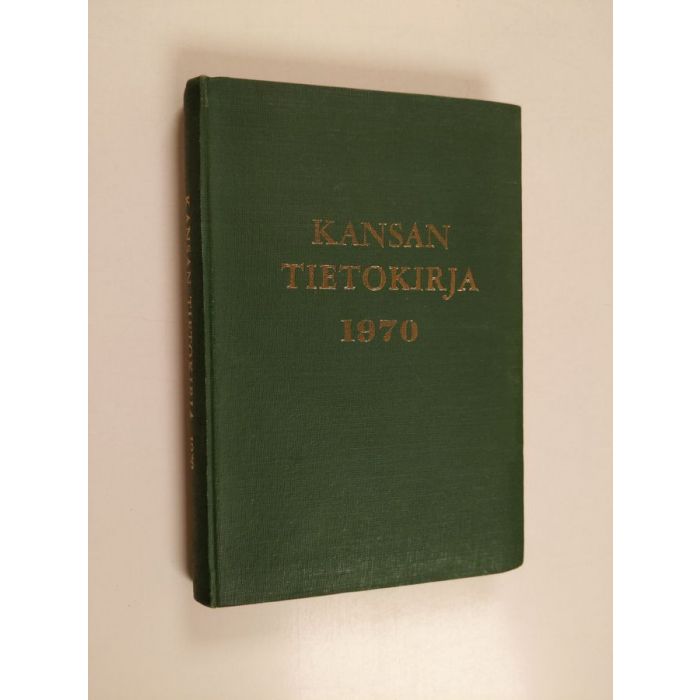 KANSAN
TIETOKIRJA
1970
KANSAN TIETOKIRJA 1970